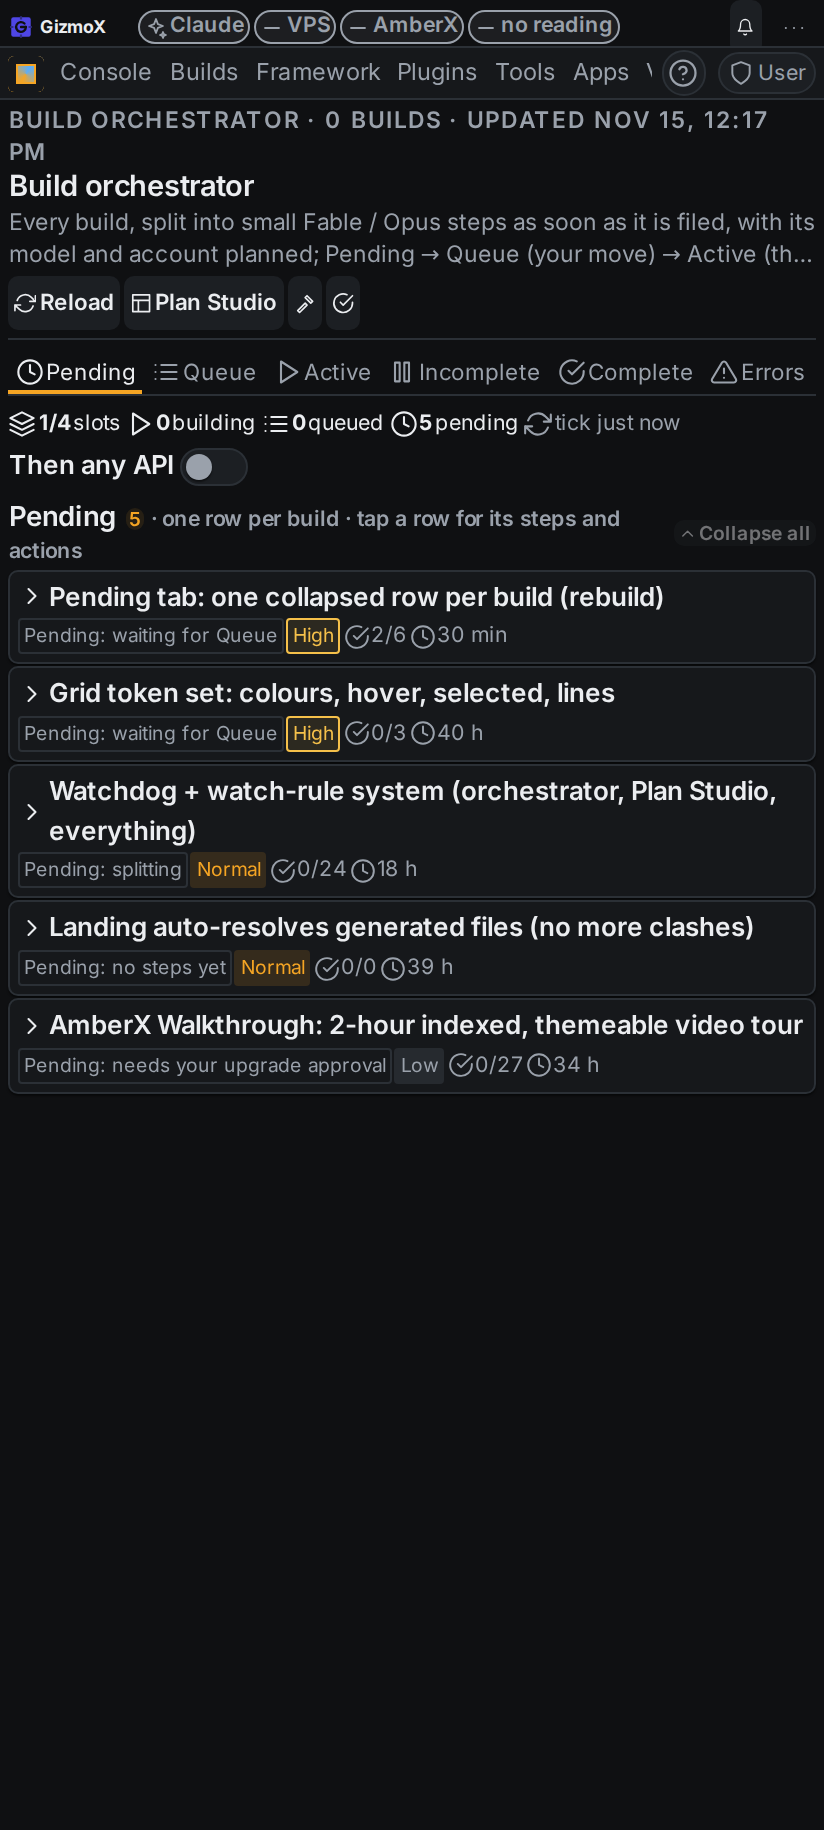 GizmoX Claude — VPS — AmberX — no reading ...
Console Builds Framework Plugins Tools Apps User
BUILD ORCHESTRATOR · 0 BUILDS · UPDATED NOV 15, 12:17
PM
Build orchestrator
Every build, split into small Fable / Opus steps as soon as it is filed, with its
model and account planned; Pending → Queue (your move) → Active (th…
Reload Plan Studio
Pending Queue Active Incomplete Complete Errors
1/4 slots 0 building 0 queued 5 pending tick just now
Then any API
Pending 5 · one row per build · tap a row for its steps and
actions
Collapse all
Pending tab: one collapsed row per build (rebuild)
Pending: waiting for Queue High 2/6 30 min
Grid token set: colours, hover, selected, lines
Pending: waiting for Queue High 0/3 40 h
Watchdog + watch-rule system (orchestrator, Plan Studio,
everything)
Pending: splitting Normal 0/24 18 h
Landing auto-resolves generated files (no more clashes)
Pending: no steps yet Normal 0/0 39 h
AmberX Walkthrough: 2-hour indexed, themeable video tour
Pending: needs your upgrade approval Low 0/27 34 h